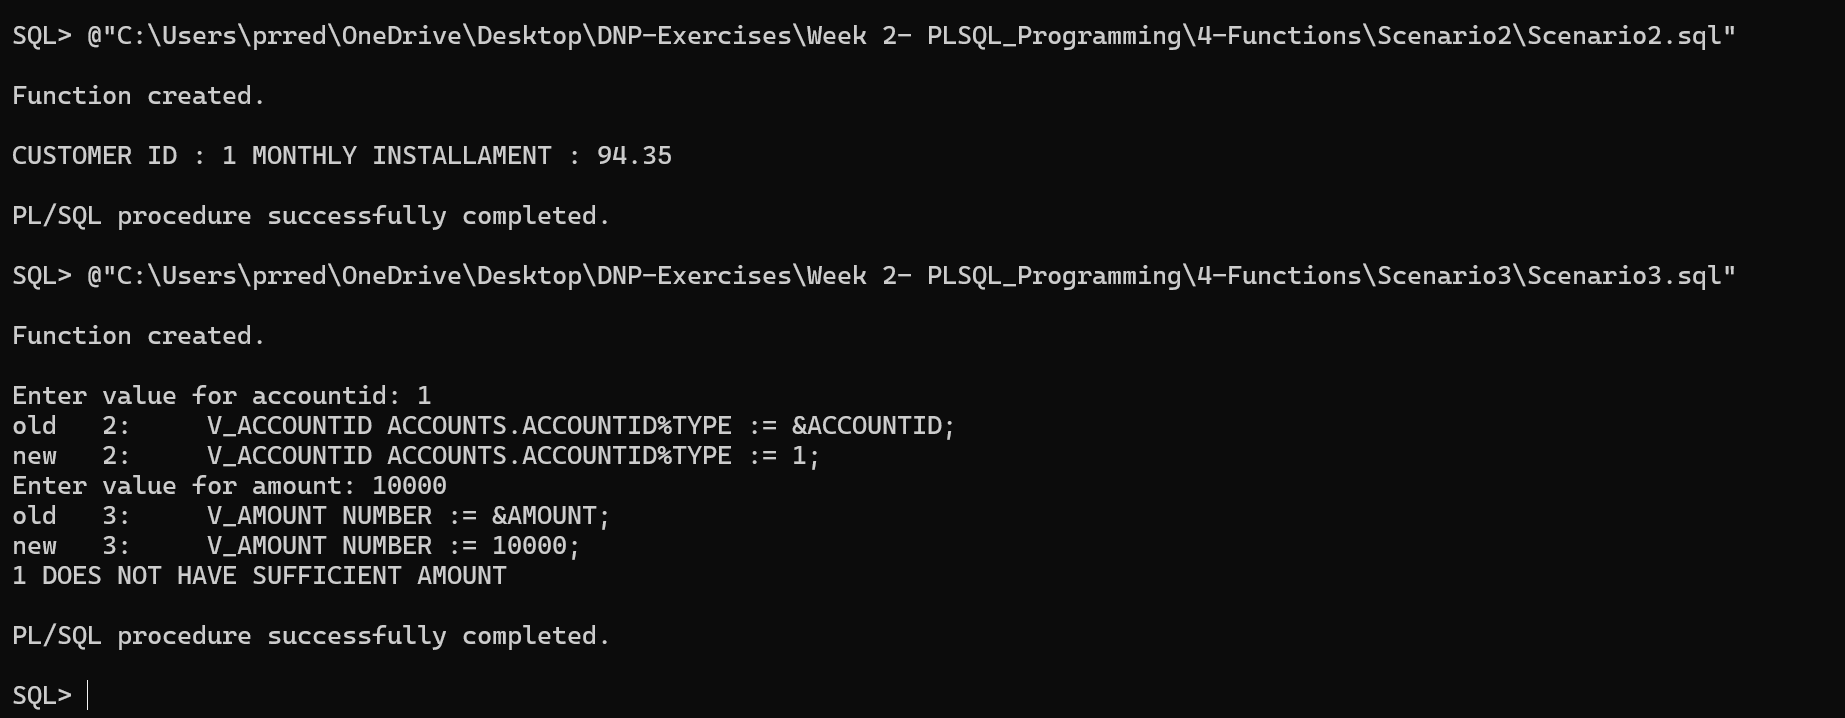 SQL> @"C:\Users\prred\OneDrive\Desktop\DNP-Exercises\Week 2- PLSQL_Programming\4-Functions\Scenario2\Scenario2.sql"
Function created.
CUSTOMER ID : 1 MONTHLY INSTALLAMENT : 94.35
PL/SQL procedure successfully completed.
SQL> @"C:\Users\prred\OneDrive\Desktop\DNP-Exercises\Week 2- PLSQL_Programming\4-Functions\Scenario3\Scenario3.sql"
Function created.
Enter value for accountid: 1
old   2:     V_ACCOUNTID ACCOUNTS.ACCOUNTID%TYPE := &ACCOUNTID;
new   2:     V_ACCOUNTID ACCOUNTS.ACCOUNTID%TYPE := 1;
Enter value for amount: 10000
old   3:     V_AMOUNT NUMBER := &AMOUNT;
new   3:     V_AMOUNT NUMBER := 10000;
1 DOES NOT HAVE SUFFICIENT AMOUNT
PL/SQL procedure successfully completed.
SQL>